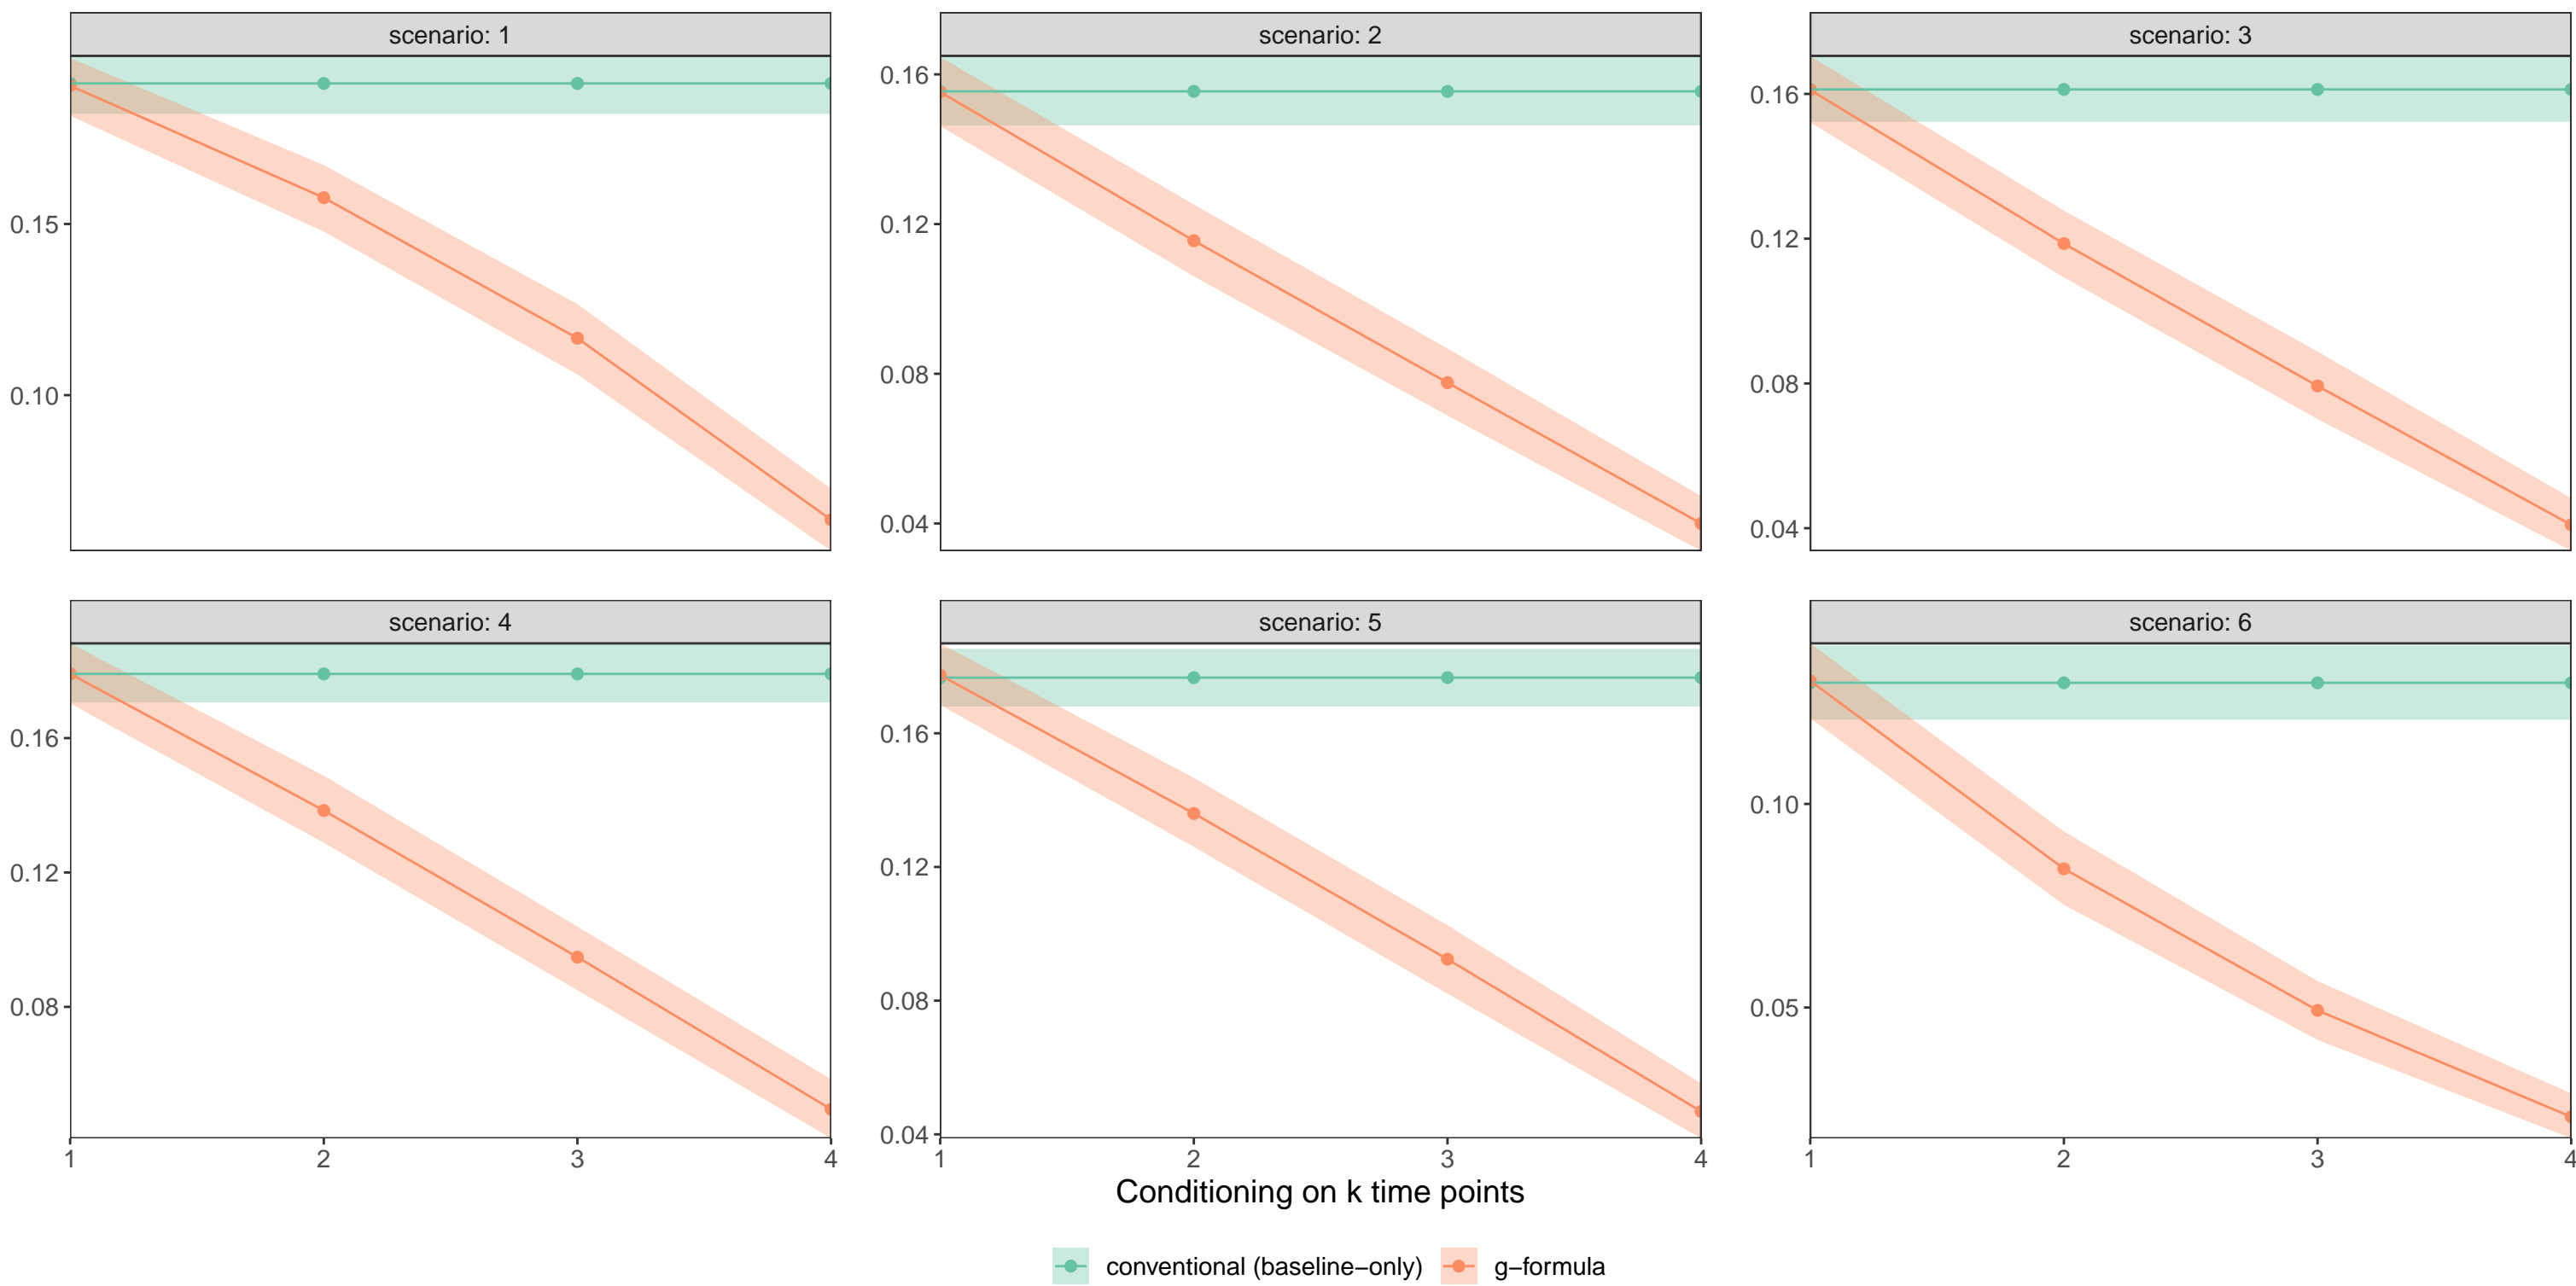 scenario: 1
scenario: 2
scenario: 3
0.15
0.10
0.16
0.12
0.08
0.04
0.16
0.12
0.08
0.04
scenario: 4
scenario: 5
scenario: 6
0.16
0.12
0.08
0.16
0.12
0.08
0.04
0.10
0.05
1 2 3 4
1 2 3 4
1 2 3 4
Conditioning on k time points
conventional (baseline−only) g−formula